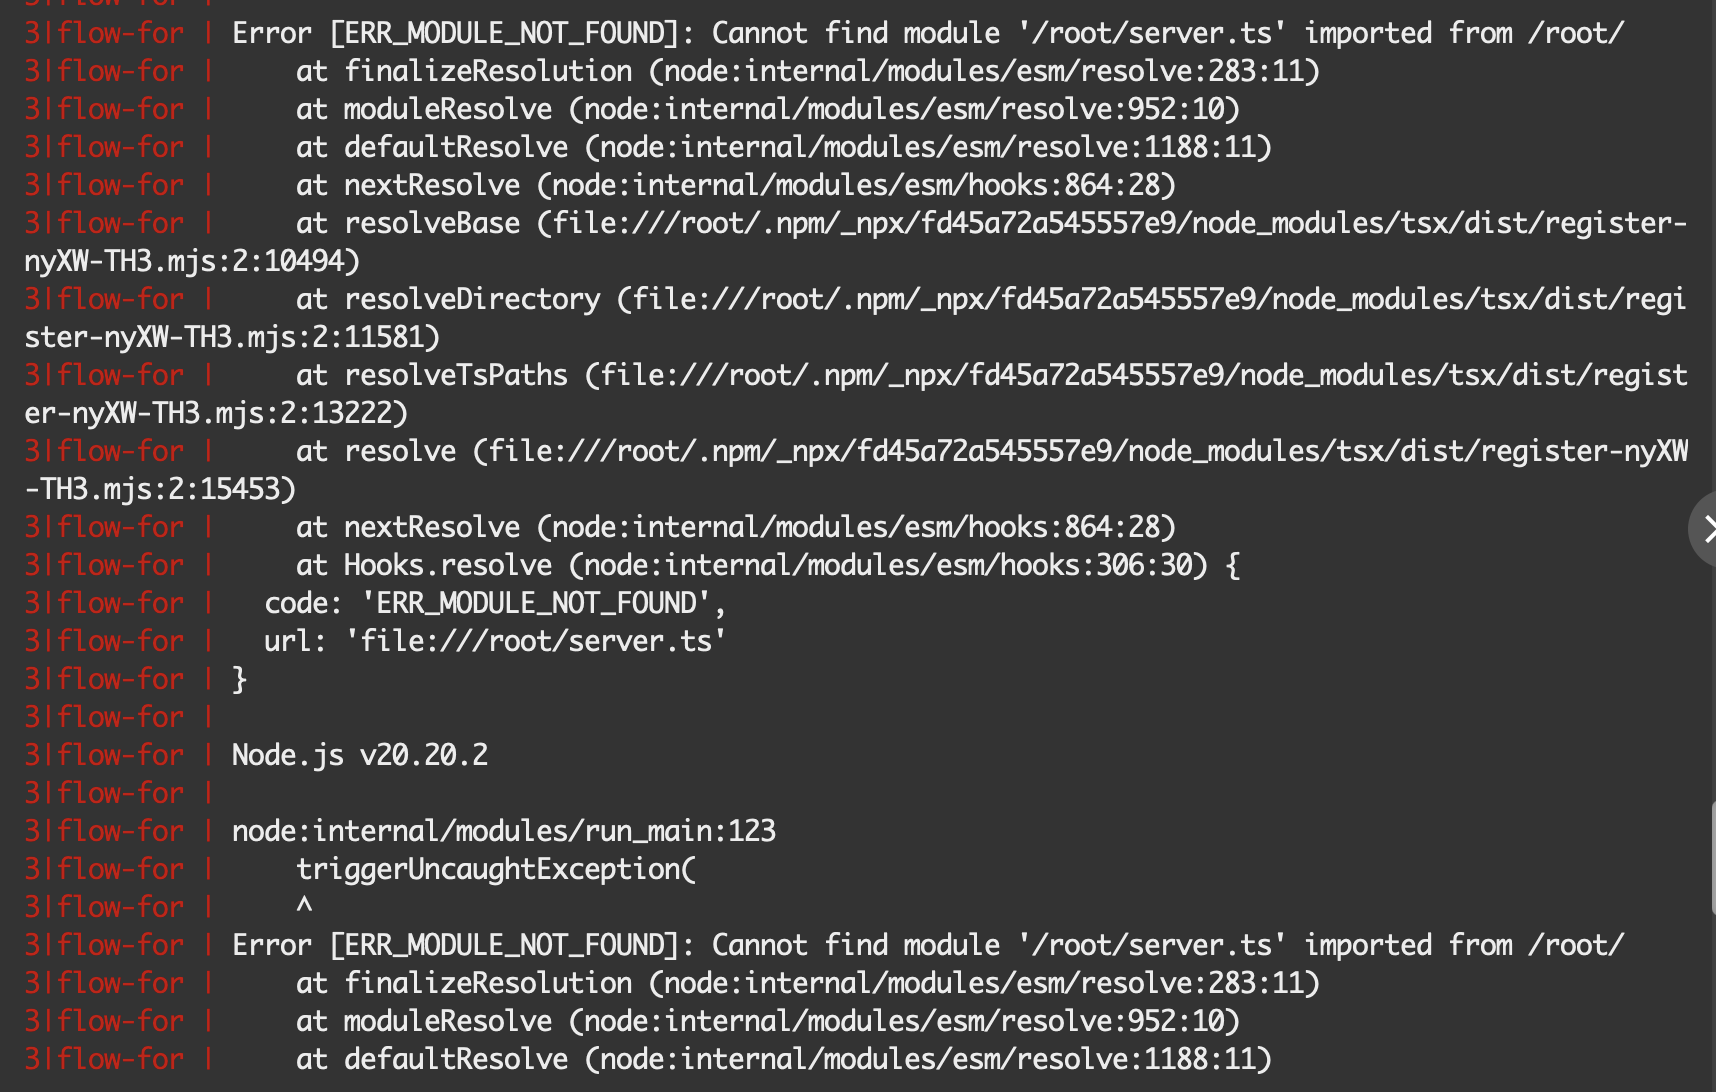 3|flow-for | Error [ERR_MODULE_NOT_FOUND]: Cannot find module '/root/server.ts' imported from /root/
3|flow-for |     at finalizeResolution (node:internal/modules/esm/resolve:283:11)
3|flow-for |     at moduleResolve (node:internal/modules/esm/resolve:952:10)
3|flow-for |     at defaultResolve (node:internal/modules/esm/resolve:1188:11)
3|flow-for |     at nextResolve (node:internal/modules/esm/hooks:864:28)
3|flow-for |     at resolveBase (file:///root/.npm/_npx/fd45a72a545557e9/node_modules/tsx/dist/register-
nyXW-TH3.mjs:2:10494)
3|flow-for |     at resolveDirectory (file:///root/.npm/_npx/fd45a72a545557e9/node_modules/tsx/dist/regi
ster-nyXW-TH3.mjs:2:11581)
3|flow-for |     at resolveTsPaths (file:///root/.npm/_npx/fd45a72a545557e9/node_modules/tsx/dist/regist
er-nyXW-TH3.mjs:2:13222)
3|flow-for |     at resolve (file:///root/.npm/_npx/fd45a72a545557e9/node_modules/tsx/dist/register-nyXW
-TH3.mjs:2:15453)
3|flow-for |     at nextResolve (node:internal/modules/esm/hooks:864:28)
3|flow-for |     at Hooks.resolve (node:internal/modules/esm/hooks:306:30) {
3|flow-for |   code: 'ERR_MODULE_NOT_FOUND',
3|flow-for |   url: 'file:///root/server.ts'
3|flow-for | }
3|flow-for |
3|flow-for | Node.js v20.20.2
3|flow-for |
3|flow-for | node:internal/modules/run_main:123
3|flow-for |     triggerUncaughtException(
3|flow-for |     ^
3|flow-for | Error [ERR_MODULE_NOT_FOUND]: Cannot find module '/root/server.ts' imported from /root/
3|flow-for |     at finalizeResolution (node:internal/modules/esm/resolve:283:11)
3|flow-for |     at moduleResolve (node:internal/modules/esm/resolve:952:10)
3|flow-for |     at defaultResolve (node:internal/modules/esm/resolve:1188:11)